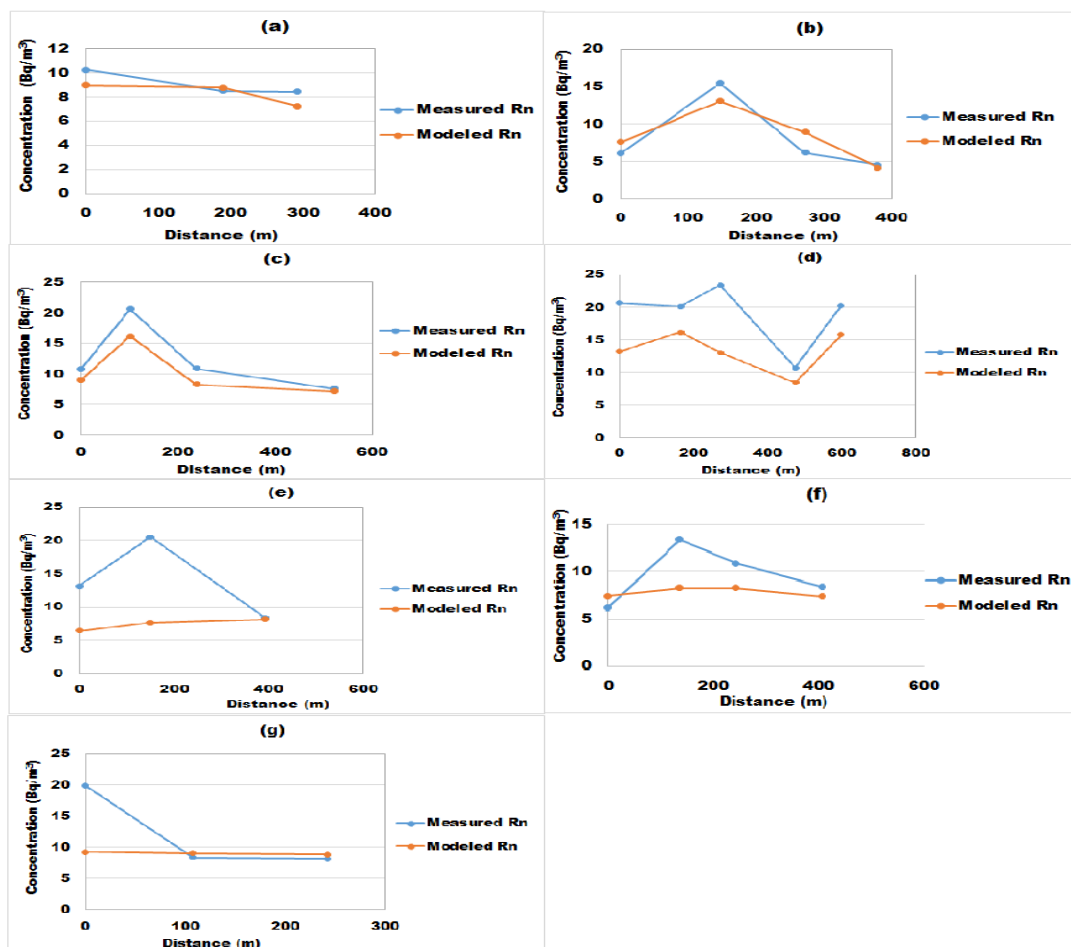 (a)
Concentration (Bq/m³)
12
10
8
6
4
2
0
0 100 200 300 400
Distance (m)
Measured Rn
Modeled Rn
(b)
Concentration (Bq/m³)
20
15
10
5
0
0 100 200 300 400
Distance (m)
Measured Rn
Modeled Rn
(c)
Concentration (Bq/m³)
25
20
15
10
5
0
0 200 400 600
Distance (m)
Measured Rn
Modeled Rn
(d)
Concentration (Bq/m³)
25
20
15
10
5
0
0 200 400 600 800
Distance (m)
Measured Rn
Modeled Rn
(e)
Concentration (Bq/m³)
25
20
15
10
5
0
0 200 400 600
Distance (m)
Measured Rn
Modeled Rn
(f)
Concentration (Bq/m³)
15
10
5
0
0 200 400 600
Distance (m)
Measured Rn
Modeled Rn
(g)
Concentration (Bq/m³)
25
20
15
10
5
0
0 100 200 300
Distance (m)
Measured Rn
Modeled Rn